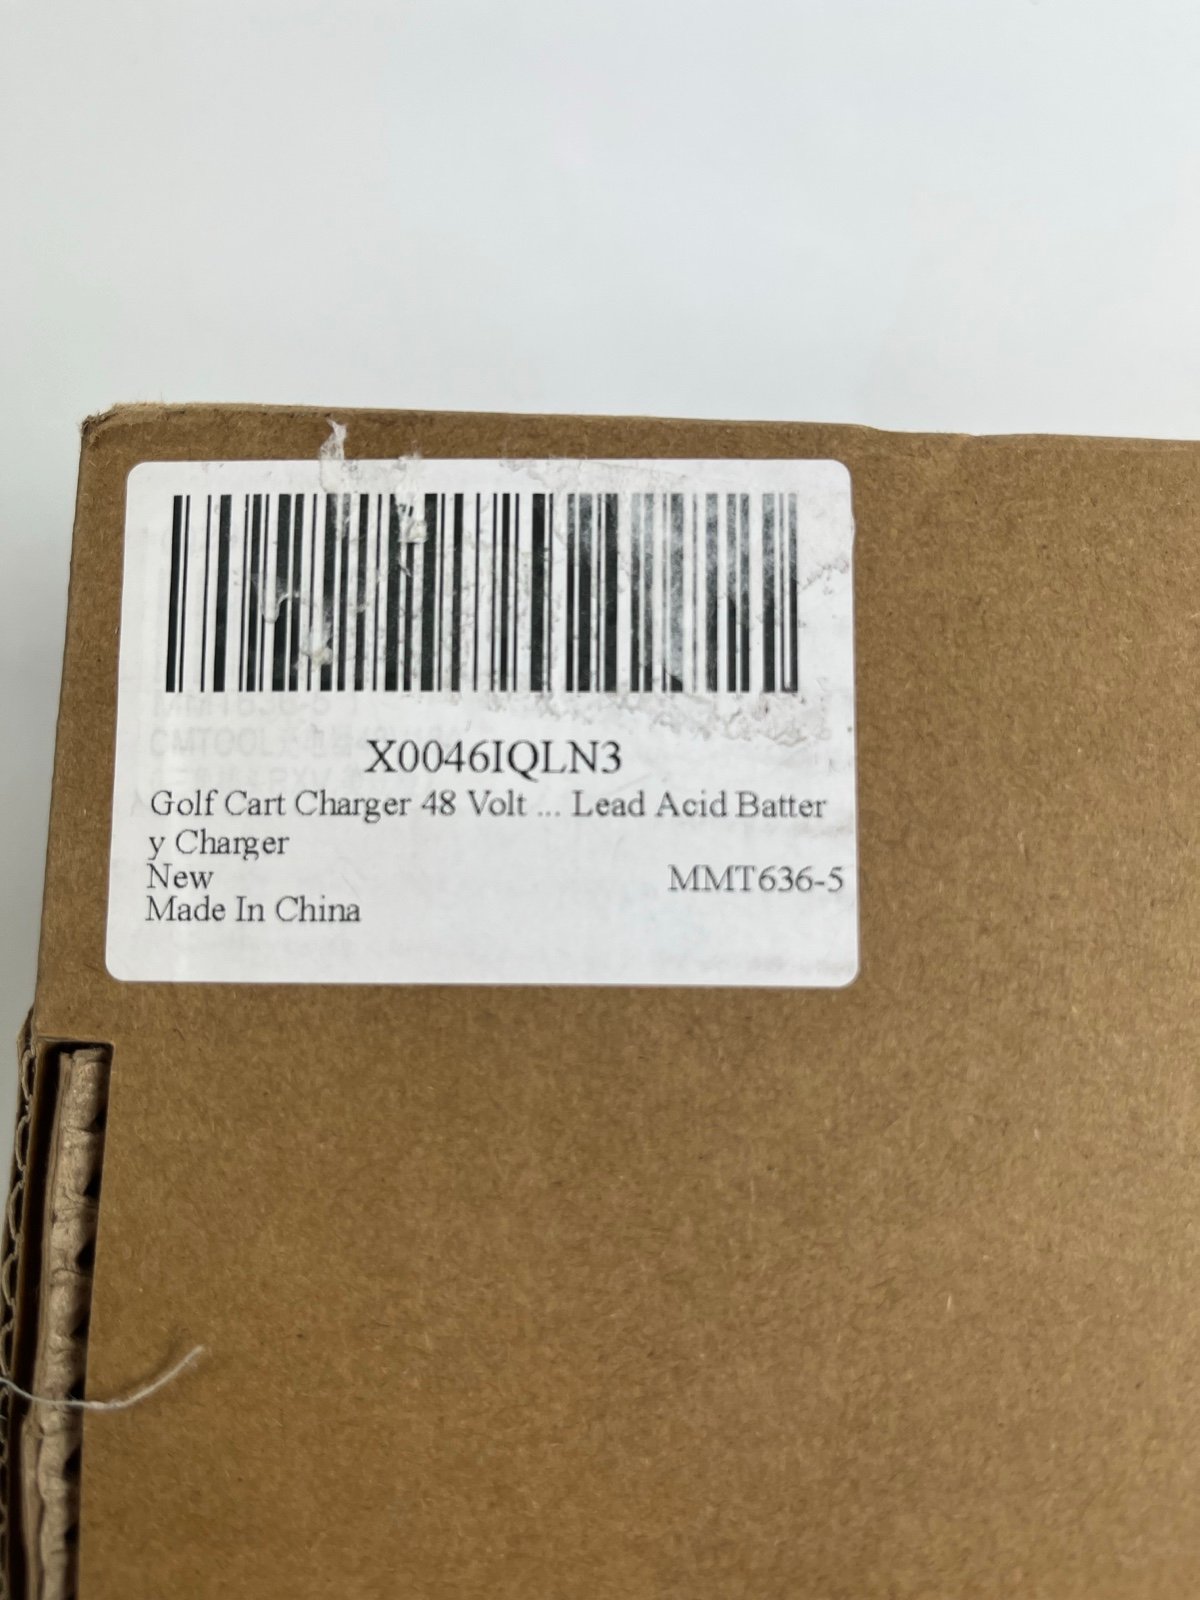 X0046IQLN3
Golf Cart Charger 48 Volt ... Lead Acid Batter
y Charger
New MMT636-5
Made In China